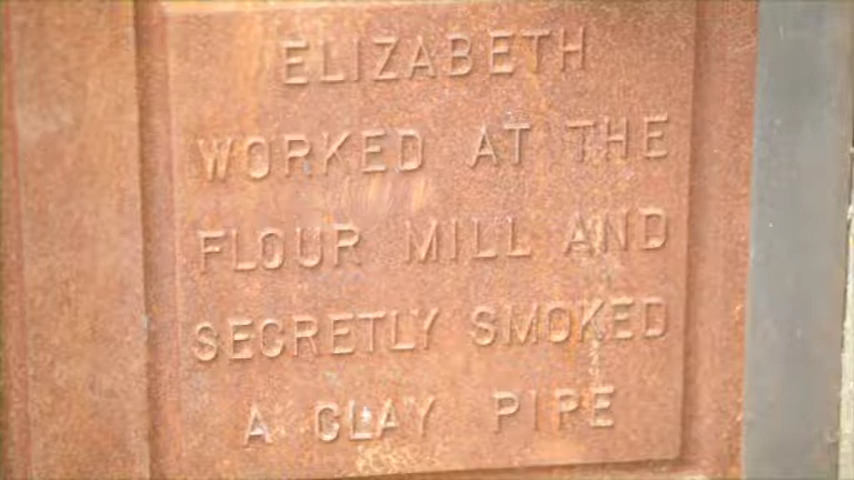 ELIZABETH
WORKED AT THE
FLOUR MILL AND
SECRETLY SMOKED
A CLAY PIPE